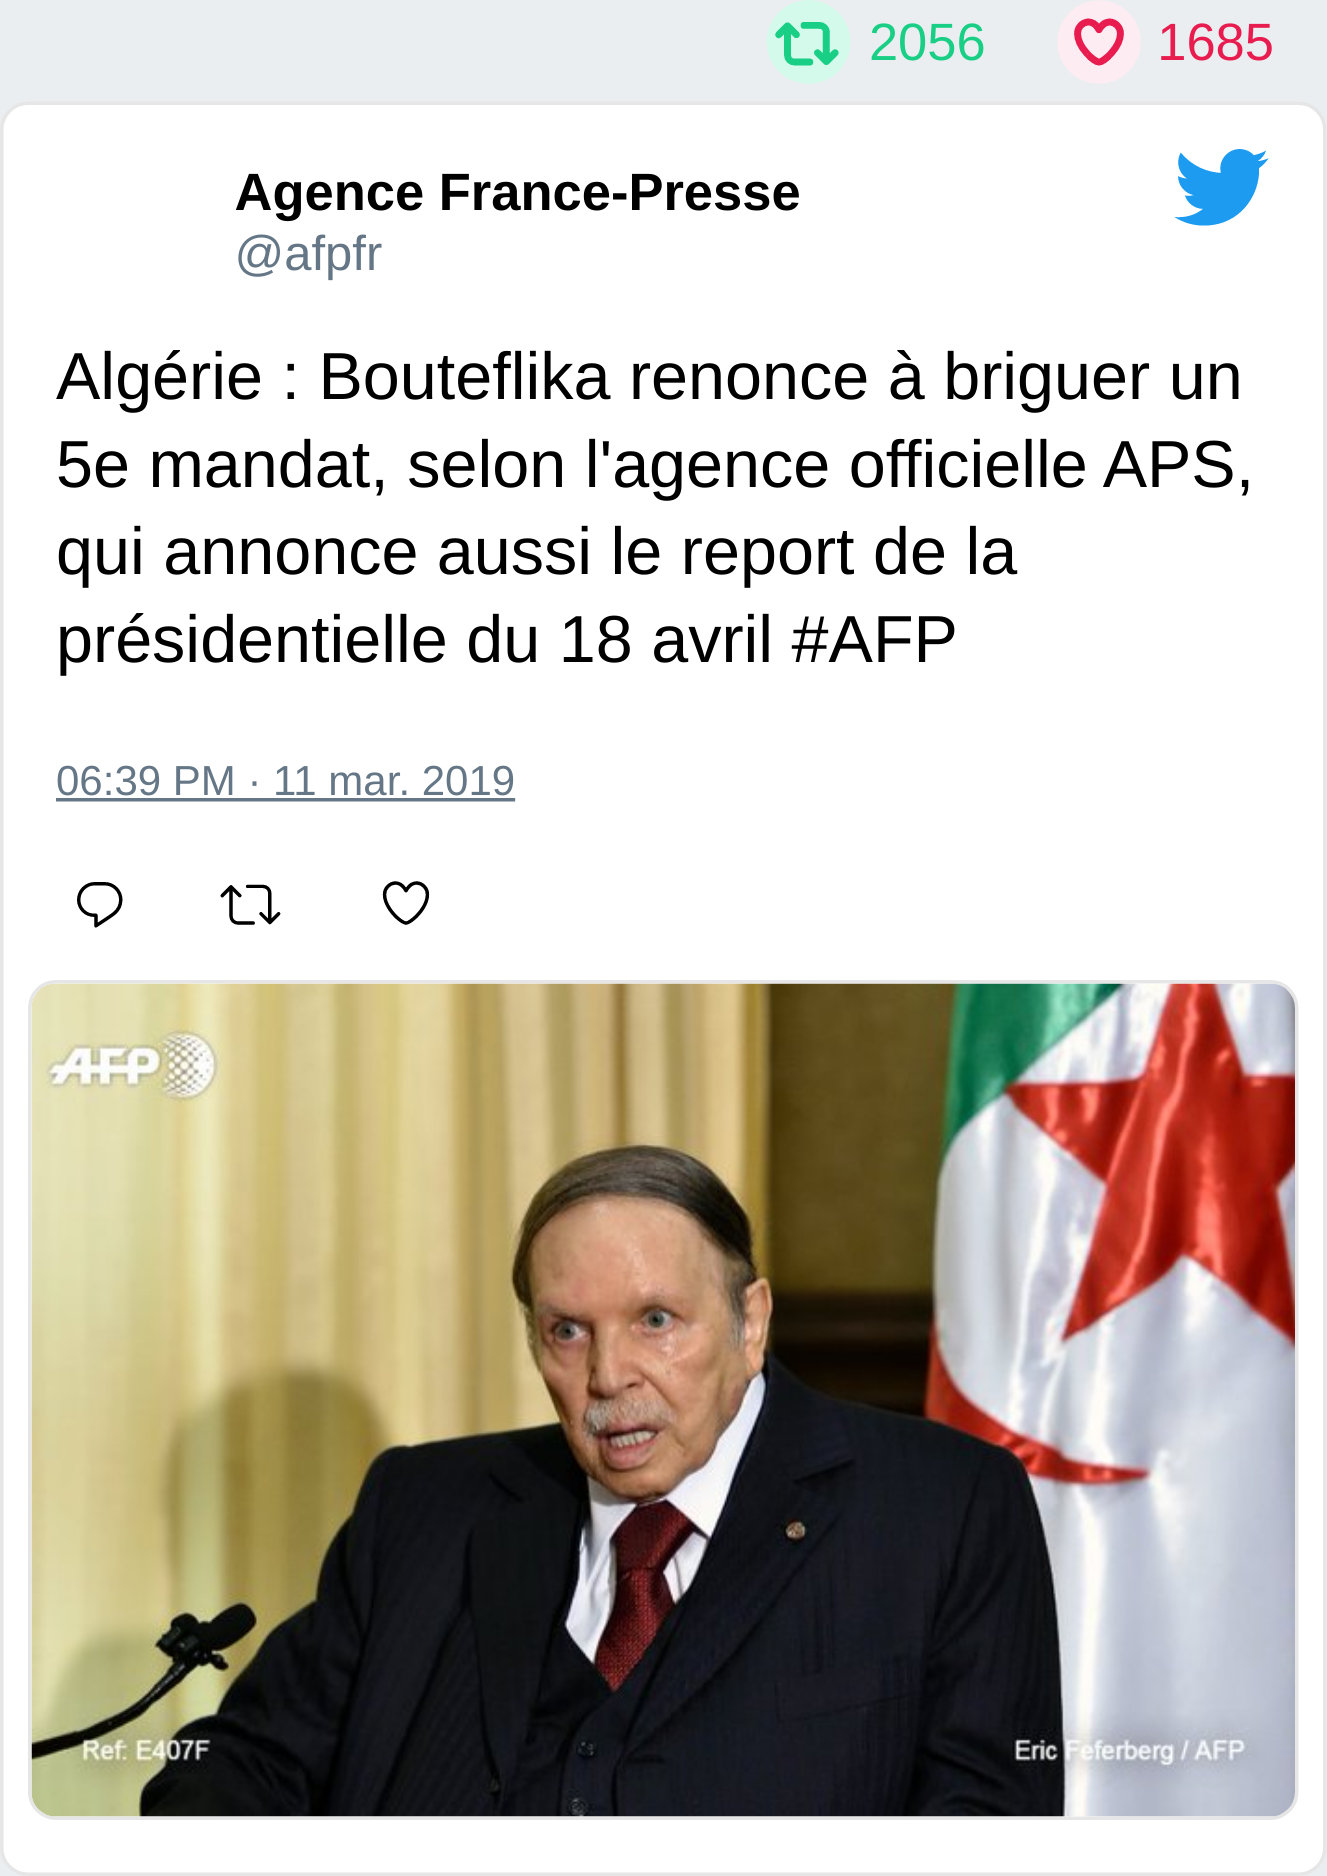 2056 1685
Agence France-Presse
@afpfr
Algérie : Bouteflika renonce à briguer un
5e mandat, selon l'agence officielle APS,
qui annonce aussi le report de la
présidentielle du 18 avril #AFP
06:39 PM · 11 mar. 2019
AFP
Ref: E407F
Eric Feferberg / AFP